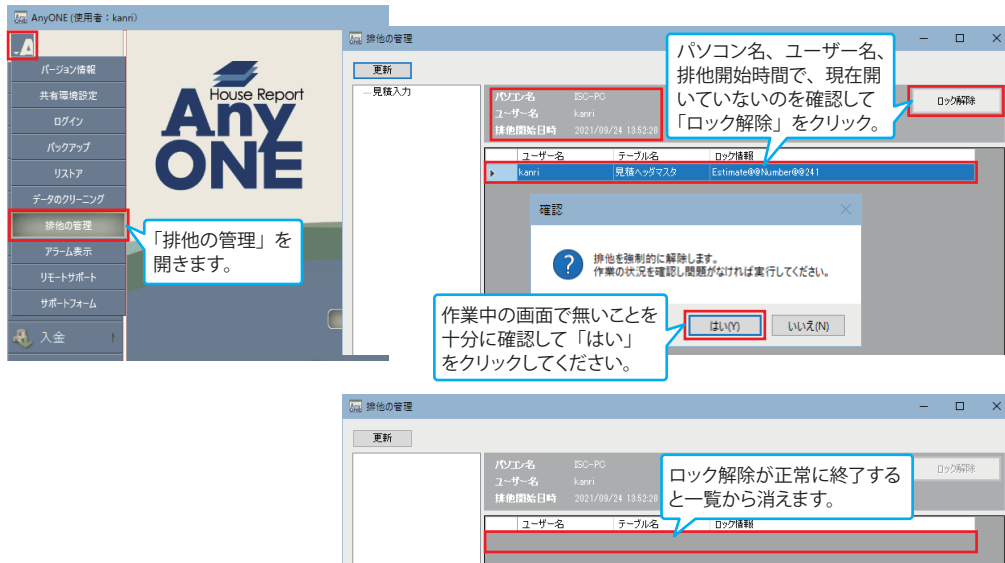 AnyONE (使用者：kanri)
バージョン情報
共有環境設定
ログイン
バックアップ
リストア
データのクリーニング
排他の管理
アラーム表示
リモートサポート
サポートフォーム
入金
House Report
Any
ONE
「排他の管理」を
開きます。
排他の管理
更新
見積入力
パソコン名 ISC-PC
ユーザー名 kanri
排他開始日時 2021/09/24 13:52:28
パソコン名、ユーザー名、
排他開始時間で、現在開
いていないのを確認して
「ロック解除」をクリック。
ロック解除
ユーザー名 テーブル名 ロック情報
kanri 見積ヘッダマスタ Estimate@@Number@@241
確認
排他を強制的に解除します。
作業の状況を確認し問題がなければ実行してください。
はい(Y) いいえ(N)
作業中の画面で無いことを
十分に確認して「はい」
をクリックしてください。
排他の管理
更新
パソコン名 ISC-PC
ユーザー名 kanri
排他開始日時 2021/09/24 13:52:28
ロック解除が正常に終了する
と一覧から消えます。
ロック解除
ユーザー名 テーブル名 ロック情報